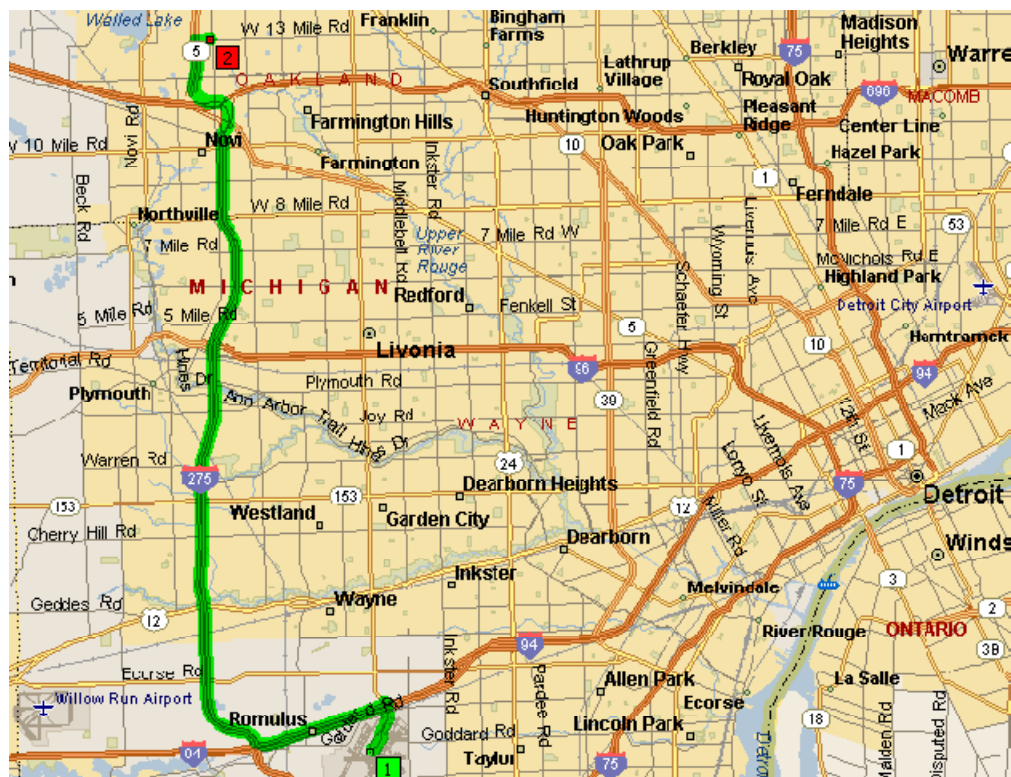 Walled Lake
W 13 Mile Rd
Franklin
Bingham
Farms
5
2
Berkley
75
Madison
Heights
Warre
OAKLAND
Lathrup
Village
Royal Oak
Southfield
696
MACOMB
Farmington Hills
Huntington Woods
Pleasant
Ridge
Center Line
Novi Rd
Novi
W 10 Mile Rd
10
Oak Park
Hazel Park
Farmington
Inkster Rd
1
Ferndale
Beck Rd
Middlebelt Rd
Northville
W 8 Mile Rd
7 Mile Rd
Upper
River
Rouge
7 Mile Rd W
Wyoming St
Livernois Ave
7 Mile Rd E
53
McNichols Rd E
Schaefer Hwy
Highland Park
MICHIGAN
Redford
Fenkell St
Detroit City Airport
5 Mile Rd
5 Mile Rd
5
10
Hamtramck
Livonia
96
Greenfield Rd
94
Territorial Rd
Hines Dr
Plymouth Rd
Plymouth
39
Mack Ave
Ann Arbor Trail
Hines Dr
Joy Rd
WAYNE
12th St
Livernois Ave
Lonyo St
1
Warren Rd
275
24
75
Detroit
153
153
Dearborn Heights
12
Westland
Garden City
Miller Rd
Cherry Hill Rd
Dearborn
Winds
Inkster
Melvindale
3
Geddes Rd
Wayne
12
2
River Rouge
ONTARIO
3B
94
Ecorse Rd
Inkster Rd
Pardee Rd
Allen Park
Ecorse
La Salle
Willow Run Airport
Romulus
Goddard Rd
Lincoln Park
18
Malden Rd
Disputed Rd
Taylor
75
1